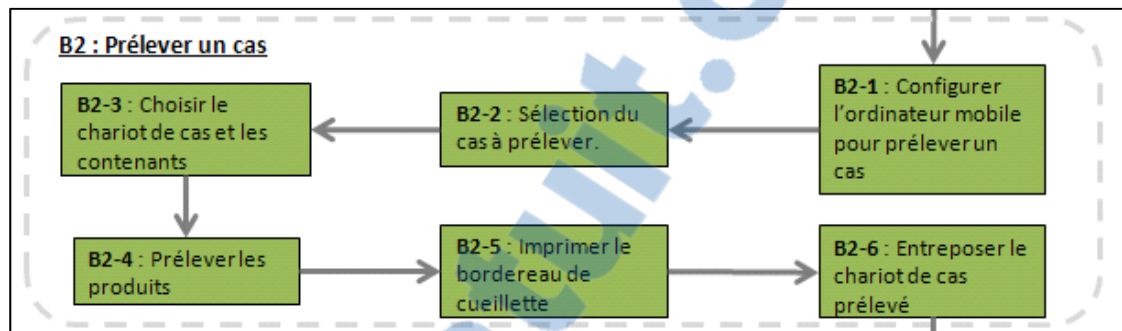 B2 : Prélever un cas
B2-1 : Configurer
l'ordinateur mobile
pour prélever un
cas
B2-2 : Sélection du
cas à prélever.
B2-3 : Choisir le
chariot de cas et les
contenants
B2-4 : Prélever les
produits
B2-5 : Imprimer le
bordereau de
cueillette
B2-6 : Entreposer le
chariot de cas
prélevé